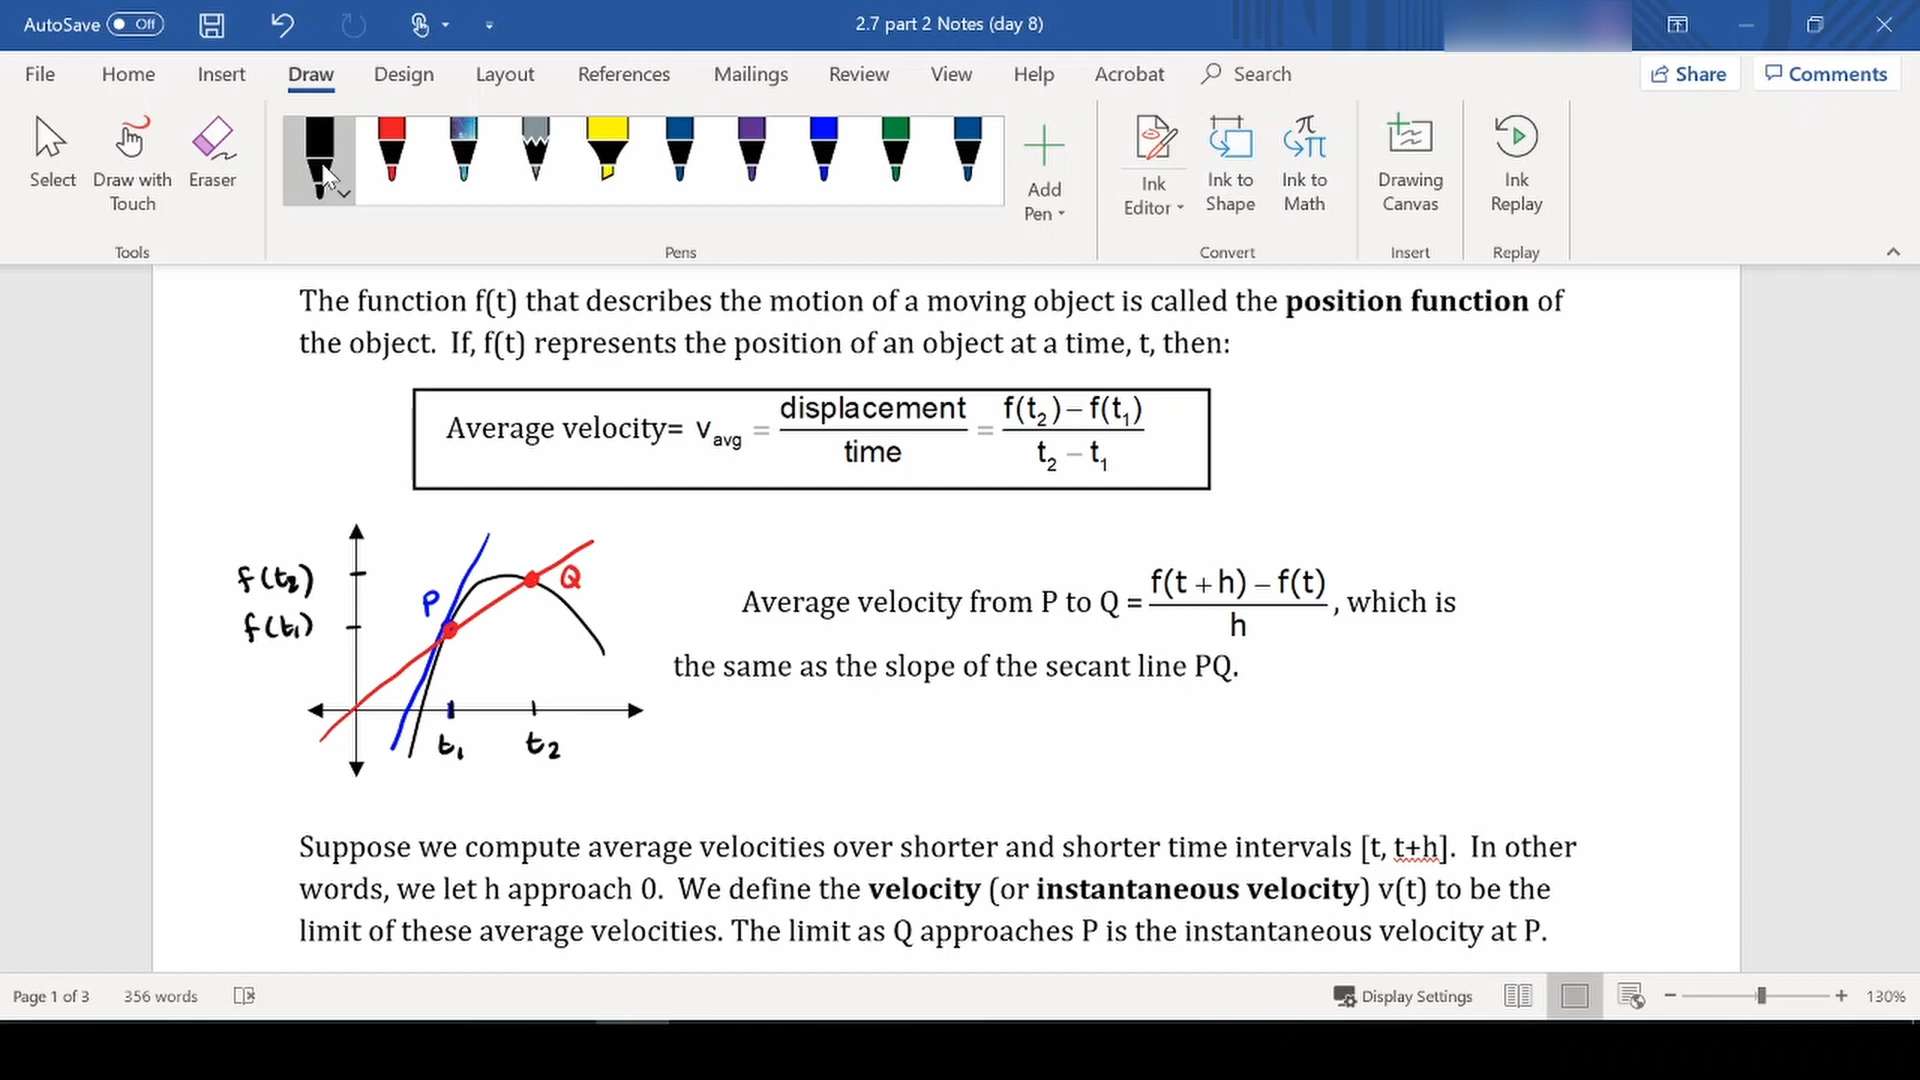 AutoSave Off 2.7 part 2 Notes (day 8)
File Home Insert Draw Design Layout References Mailings Review View Help Acrobat Search Share Comments
Select Draw with Touch Eraser Add Pen Ink Editor Ink to Shape Ink to Math Drawing Canvas Ink Replay
Tools Pens Convert Insert Replay
The function f(t) that describes the motion of a moving object is called the position function of
the object. If, f(t) represents the position of an object at a time, t, then:
Average velocity= v_avg = displacement/time = (f(t₂) – f(t₁))/(t₂ – t₁)
f(t₂)
f(t₁)
P
Q
t₁ t₂
Average velocity from P to Q = (f(t + h) – f(t))/h , which is
the same as the slope of the secant line PQ.
Suppose we compute average velocities over shorter and shorter time intervals [t, t+h]. In other
words, we let h approach 0. We define the velocity (or instantaneous velocity) v(t) to be the
limit of these average velocities. The limit as Q approaches P is the instantaneous velocity at P.
Page 1 of 3 356 words Display Settings 130%